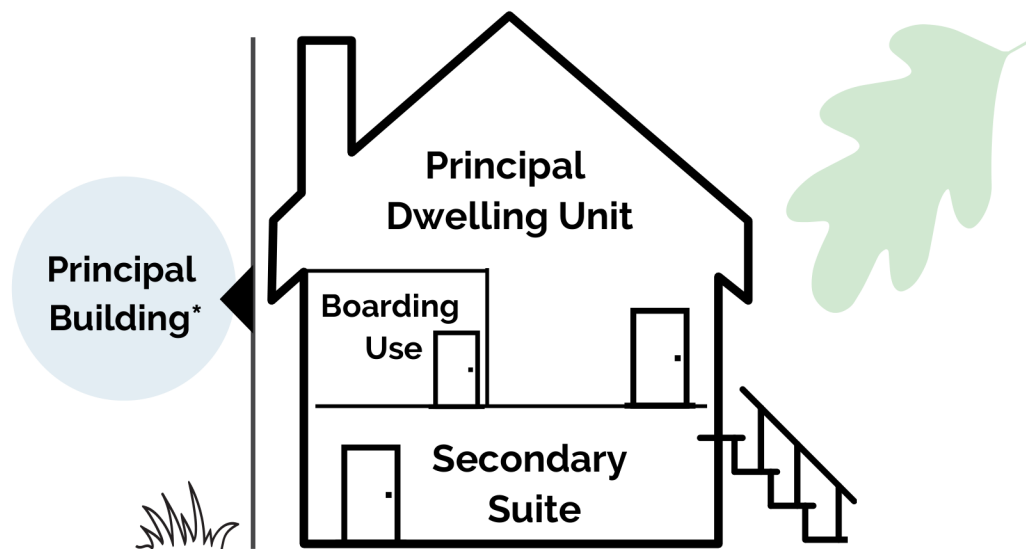 Principal
Dwelling Unit
Principal
Building*
Boarding
Use
Secondary
Suite